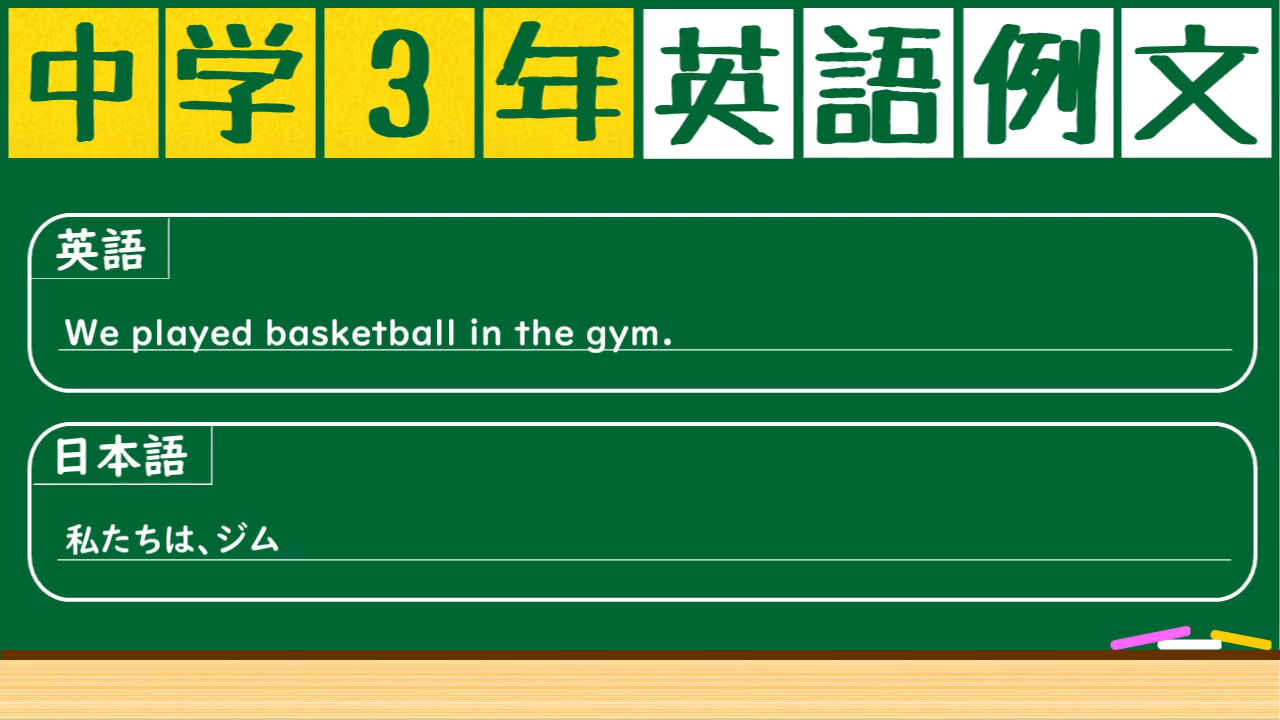 中学3年英語例文
英語
We played basketball in the gym.
日本語
私たちは、ジム